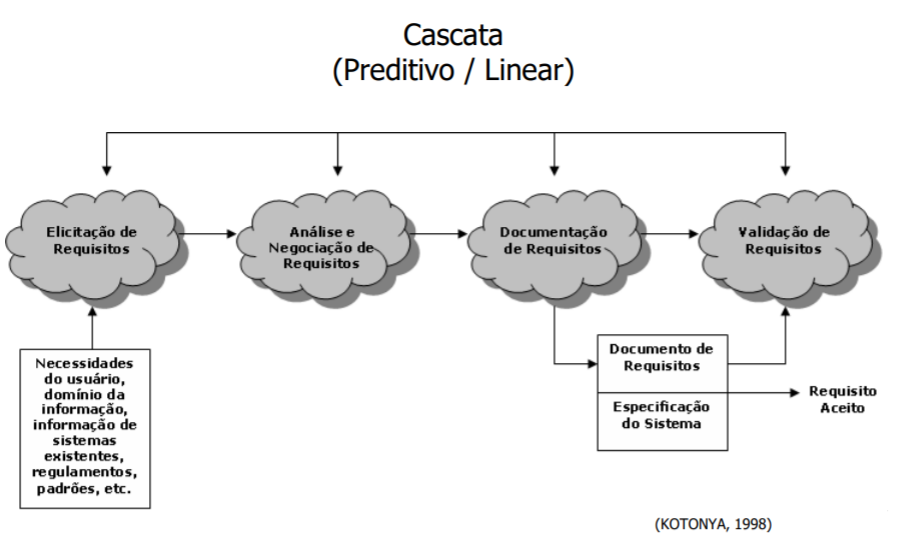 Cascata
(Preditivo / Linear)
Elicitação de
Requisitos
Análise e
Negociação de
Requisitos
Documentação
de Requisitos
Validação de
Requisitos
Necessidades
do usuário,
domínio da
informação,
informação de
sistemas
existentes,
regulamentos,
padrões, etc.
Documento de
Requisitos
Especificação
do Sistema
Requisito
Aceito
(KOTONYA, 1998)